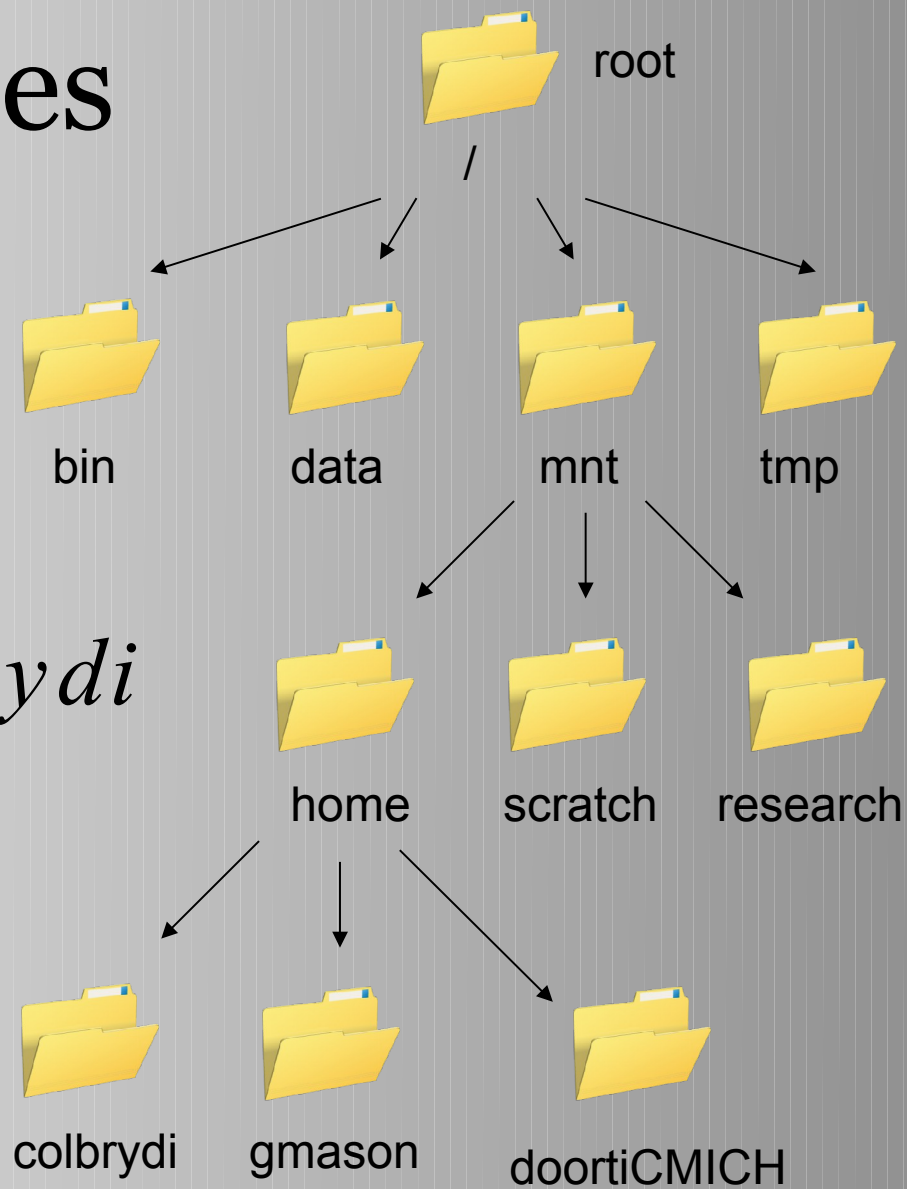 es
root
/
bin data mnt tmp
ydi
home scratch research
colbrydi gmason doortiCMICH